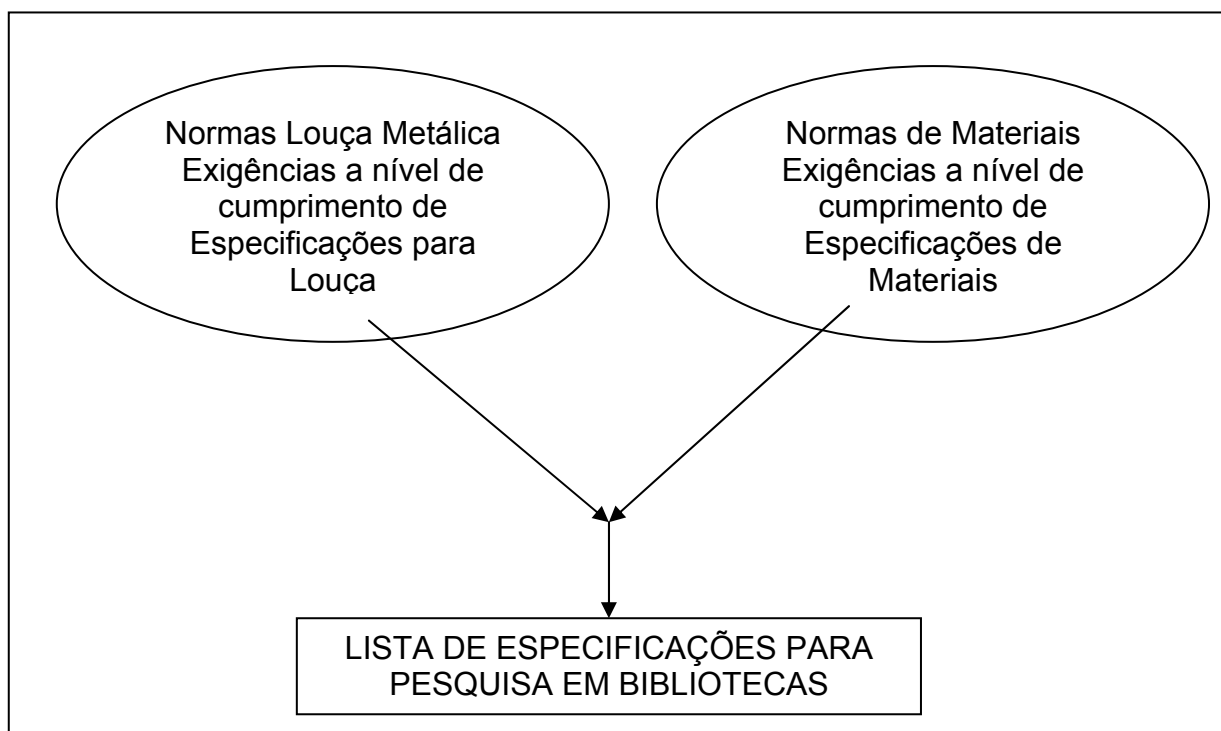 Normas Louça Metálica
Exigências a nível de
cumprimento de
Especificações para
Louça
Normas de Materiais
Exigências a nível de
cumprimento de
Especificações de
Materiais
LISTA DE ESPECIFICAÇÕES PARA
PESQUISA EM BIBLIOTECAS